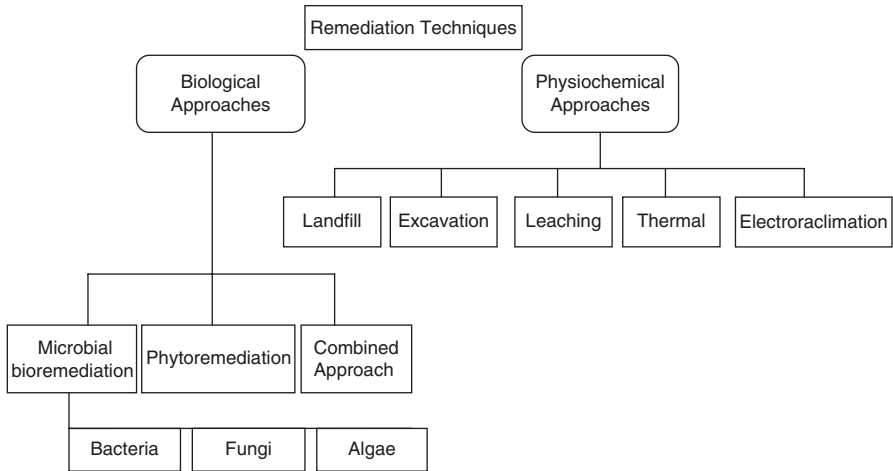 Remediation Techniques
Biological
Approaches
Physiochemical
Approaches
Landfill
Excavation
Leaching
Thermal
Electroraclimation
Microbial
bioremediation
Phytoremediation
Combined
Approach
Bacteria
Fungi
Algae